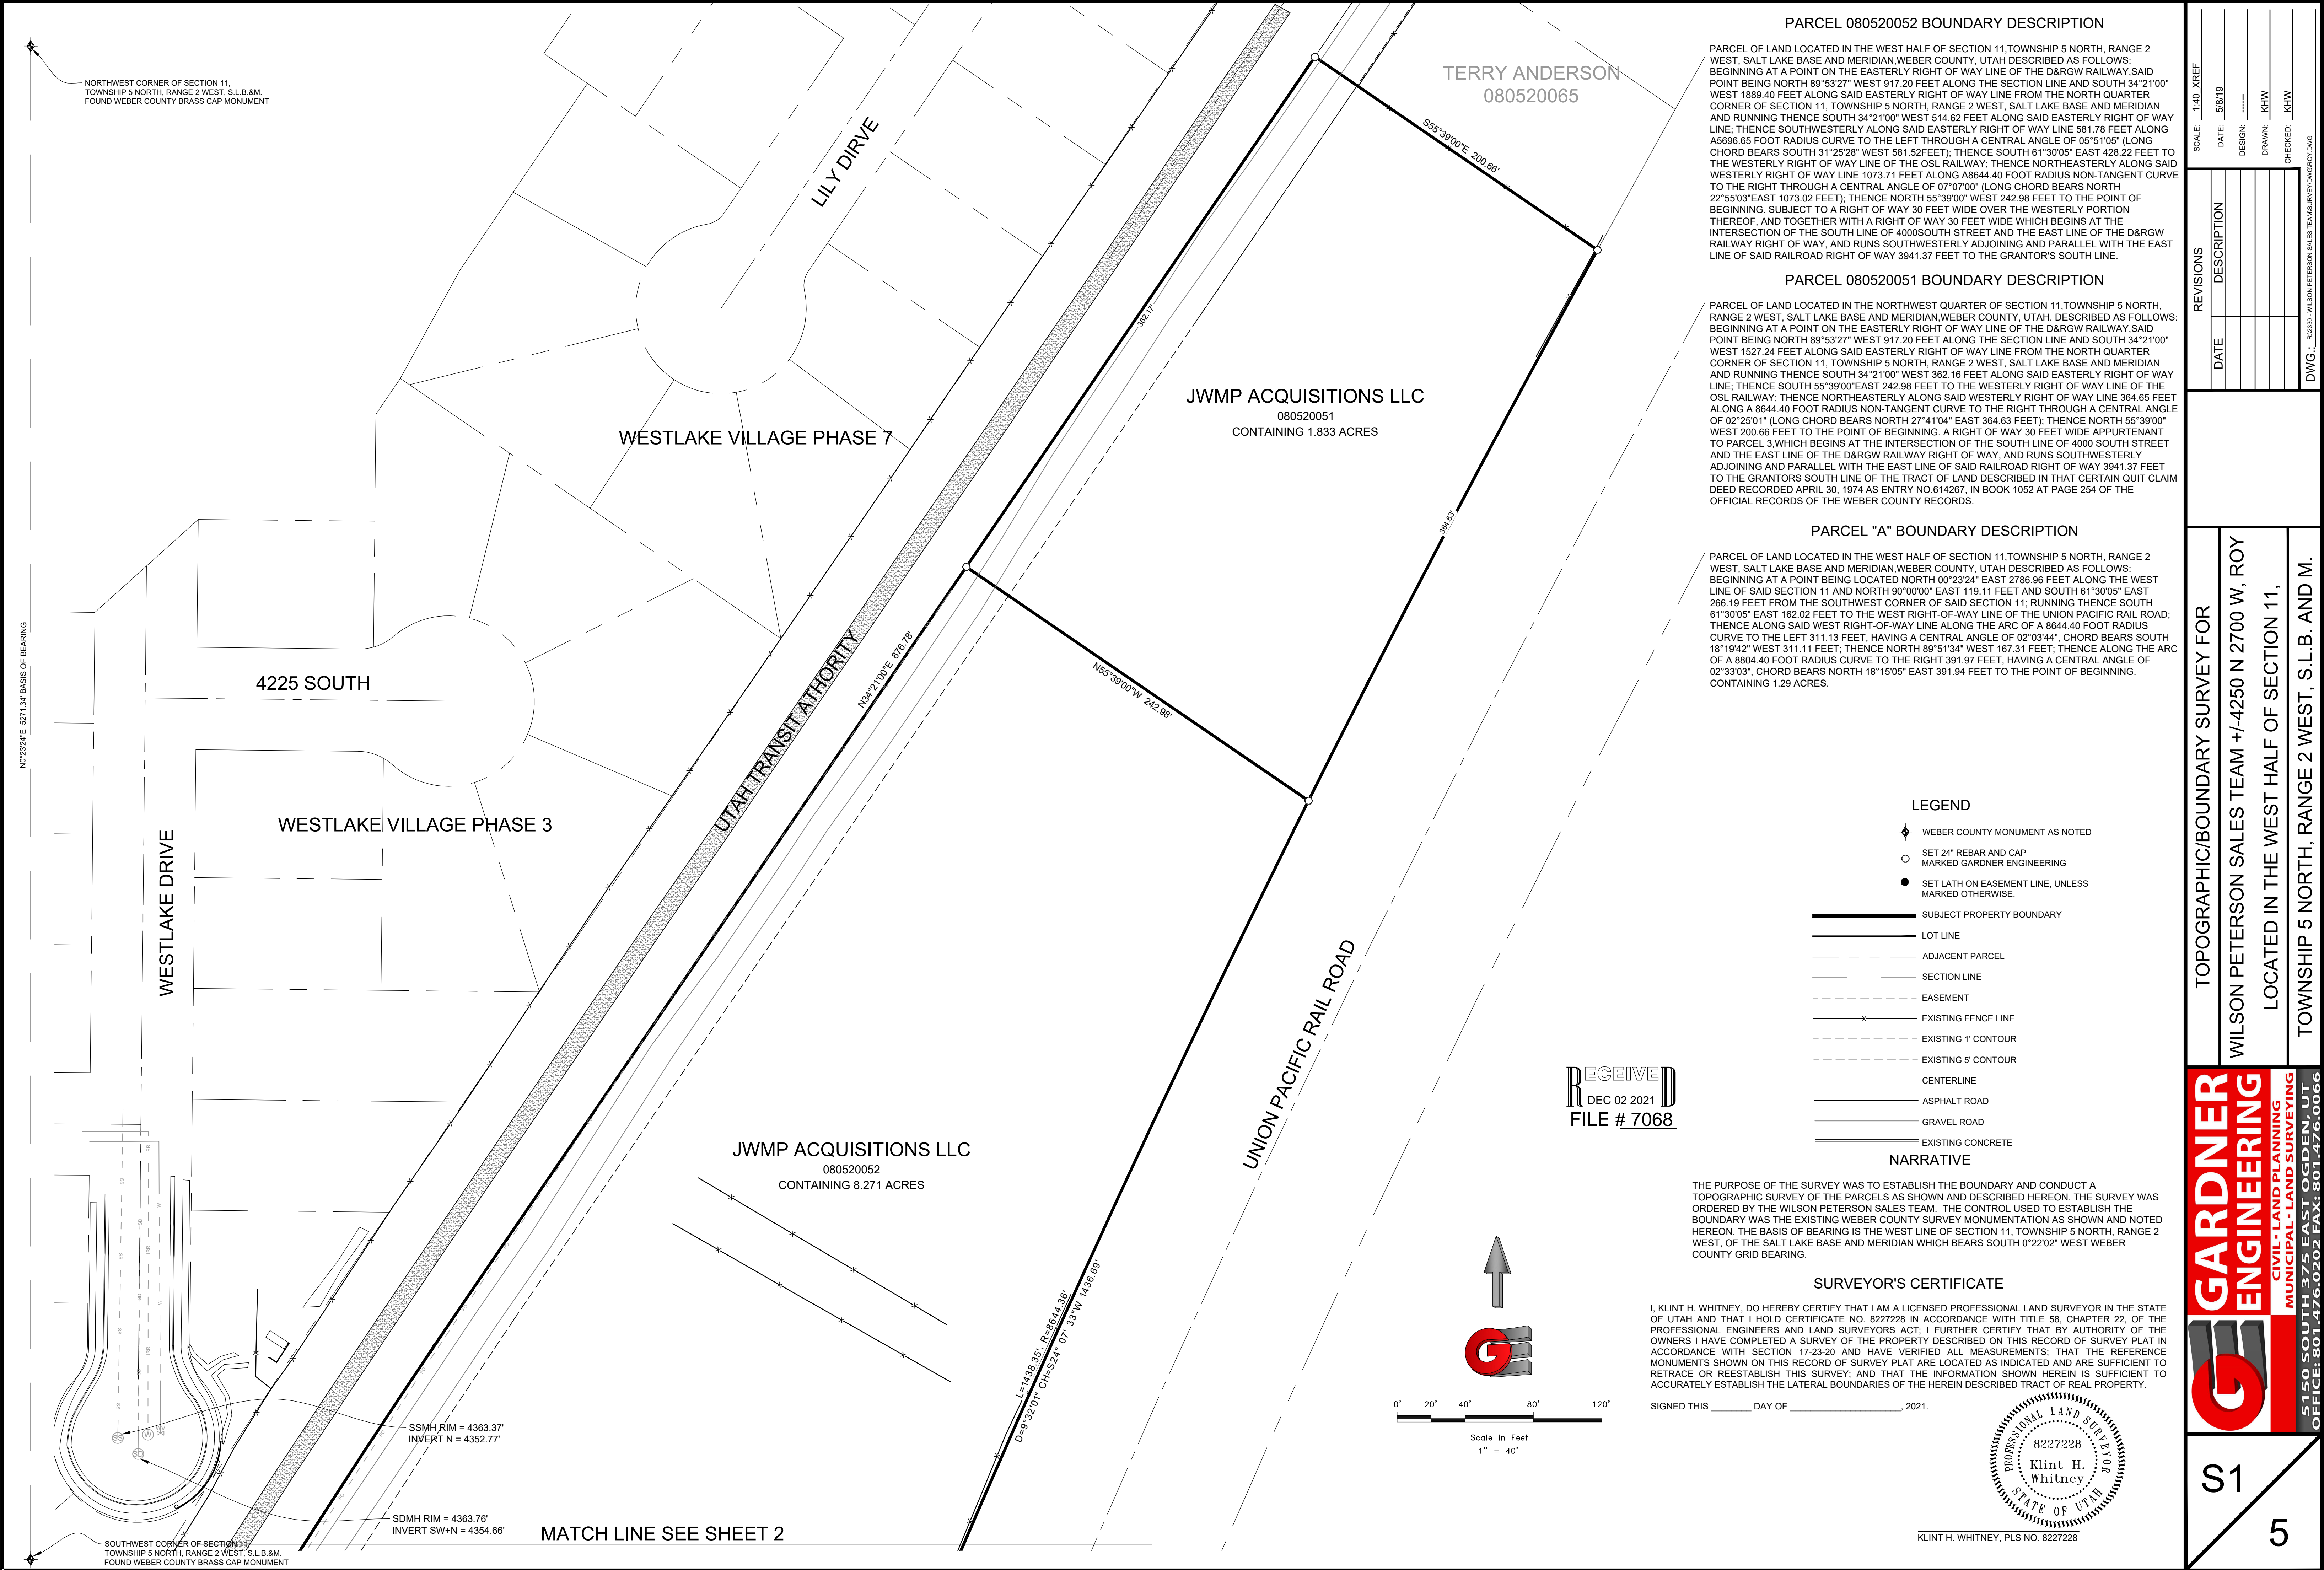 NORTHWEST CORNER OF SECTION 11,
TOWNSHIP 5 NORTH, RANGE 2 WEST, S.L.B.&M.
FOUND WEBER COUNTY BRASS CAP MONUMENT
N0°23'24"E 5271.34' BASIS OF BEARING
LILY DIRVE
WESTLAKE VILLAGE PHASE 7
4225 SOUTH
WESTLAKE VILLAGE PHASE 3
WESTLAKE DRIVE
UTAH TRANSIT ATHORITY
N34°21'00"E 876.78'
362.17'
TERRY ANDERSON
080520065
S55°39'00"E 200.66'
JWMP ACQUISITIONS LLC
080520051
CONTAINING 1.833 ACRES
364.63'
N55°39'00"W 242.98'
JWMP ACQUISITIONS LLC
080520052
CONTAINING 8.271 ACRES
UNION PACIFIC RAIL ROAD
L=1438.35', R=8644.36'
D=9°32'01" CH=S24° 07' 33"W 1436.69'
SSMH RIM = 4363.37'
INVERT N = 4352.77'
SDMH RIM = 4363.76'
INVERT SW+N = 4354.66'
SOUTHWEST CORNER OF SECTION 11,
TOWNSHIP 5 NORTH, RANGE 2 WEST, S.L.B.&M.
FOUND WEBER COUNTY BRASS CAP MONUMENT
MATCH LINE SEE SHEET 2
PARCEL 080520052 BOUNDARY DESCRIPTION
PARCEL OF LAND LOCATED IN THE WEST HALF OF SECTION 11,TOWNSHIP 5 NORTH, RANGE 2
WEST, SALT LAKE BASE AND MERIDIAN,WEBER COUNTY, UTAH DESCRIBED AS FOLLOWS:
BEGINNING AT A POINT ON THE EASTERLY RIGHT OF WAY LINE OF THE D&RGW RAILWAY,SAID
POINT BEING NORTH 89°53'27" WEST 917.20 FEET ALONG THE SECTION LINE AND SOUTH 34°21'00"
WEST 1889.40 FEET ALONG SAID EASTERLY RIGHT OF WAY LINE FROM THE NORTH QUARTER
CORNER OF SECTION 11, TOWNSHIP 5 NORTH, RANGE 2 WEST, SALT LAKE BASE AND MERIDIAN
AND RUNNING THENCE SOUTH 34°21'00" WEST 514.62 FEET ALONG SAID EASTERLY RIGHT OF WAY
LINE; THENCE SOUTHWESTERLY ALONG SAID EASTERLY RIGHT OF WAY LINE 581.78 FEET ALONG
A5696.65 FOOT RADIUS CURVE TO THE LEFT THROUGH A CENTRAL ANGLE OF 05°51'05" (LONG
CHORD BEARS SOUTH 31°25'28" WEST 581.52FEET); THENCE SOUTH 61°30'05" EAST 428.22 FEET TO
THE WESTERLY RIGHT OF WAY LINE OF THE OSL RAILWAY; THENCE NORTHEASTERLY ALONG SAID
WESTERLY RIGHT OF WAY LINE 1073.71 FEET ALONG A8644.40 FOOT RADIUS NON-TANGENT CURVE
TO THE RIGHT THROUGH A CENTRAL ANGLE OF 07°07'00" (LONG CHORD BEARS NORTH
22°55'03"EAST 1073.02 FEET); THENCE NORTH 55°39'00" WEST 242.98 FEET TO THE POINT OF
BEGINNING. SUBJECT TO A RIGHT OF WAY 30 FEET WIDE OVER THE WESTERLY PORTION
THEREOF, AND TOGETHER WITH A RIGHT OF WAY 30 FEET WIDE WHICH BEGINS AT THE
INTERSECTION OF THE SOUTH LINE OF 4000SOUTH STREET AND THE EAST LINE OF THE D&RGW
RAILWAY RIGHT OF WAY, AND RUNS SOUTHWESTERLY ADJOINING AND PARALLEL WITH THE EAST
LINE OF SAID RAILROAD RIGHT OF WAY 3941.37 FEET TO THE GRANTOR'S SOUTH LINE.
PARCEL 080520051 BOUNDARY DESCRIPTION
PARCEL OF LAND LOCATED IN THE NORTHWEST QUARTER OF SECTION 11,TOWNSHIP 5 NORTH,
RANGE 2 WEST, SALT LAKE BASE AND MERIDIAN,WEBER COUNTY, UTAH. DESCRIBED AS FOLLOWS:
BEGINNING AT A POINT ON THE EASTERLY RIGHT OF WAY LINE OF THE D&RGW RAILWAY,SAID
POINT BEING NORTH 89°53'27" WEST 917.20 FEET ALONG THE SECTION LINE AND SOUTH 34°21'00"
WEST 1527.24 FEET ALONG SAID EASTERLY RIGHT OF WAY LINE FROM THE NORTH QUARTER
CORNER OF SECTION 11, TOWNSHIP 5 NORTH, RANGE 2 WEST, SALT LAKE BASE AND MERIDIAN
AND RUNNING THENCE SOUTH 34°21'00" WEST 362.16 FEET ALONG SAID EASTERLY RIGHT OF WAY
LINE; THENCE SOUTH 55°39'00"EAST 242.98 FEET TO THE WESTERLY RIGHT OF WAY LINE OF THE
OSL RAILWAY; THENCE NORTHEASTERLY ALONG SAID WESTERLY RIGHT OF WAY LINE 364.65 FEET
ALONG A 8644.40 FOOT RADIUS NON-TANGENT CURVE TO THE RIGHT THROUGH A CENTRAL ANGLE
OF 02°25'01" (LONG CHORD BEARS NORTH 27°41'04" EAST 364.63 FEET); THENCE NORTH 55°39'00"
WEST 200.66 FEET TO THE POINT OF BEGINNING. A RIGHT OF WAY 30 FEET WIDE APPURTENANT
TO PARCEL 3,WHICH BEGINS AT THE INTERSECTION OF THE SOUTH LINE OF 4000 SOUTH STREET
AND THE EAST LINE OF THE D&RGW RAILWAY RIGHT OF WAY, AND RUNS SOUTHWESTERLY
ADJOINING AND PARALLEL WITH THE EAST LINE OF SAID RAILROAD RIGHT OF WAY 3941.37 FEET
TO THE GRANTORS SOUTH LINE OF THE TRACT OF LAND DESCRIBED IN THAT CERTAIN QUIT CLAIM
DEED RECORDED APRIL 30, 1974 AS ENTRY NO.614267, IN BOOK 1052 AT PAGE 254 OF THE
OFFICIAL RECORDS OF THE WEBER COUNTY RECORDS.
PARCEL "A" BOUNDARY DESCRIPTION
PARCEL OF LAND LOCATED IN THE WEST HALF OF SECTION 11,TOWNSHIP 5 NORTH, RANGE 2
WEST, SALT LAKE BASE AND MERIDIAN,WEBER COUNTY, UTAH DESCRIBED AS FOLLOWS:
BEGINNING AT A POINT BEING LOCATED NORTH 00°23'24" EAST 2786.96 FEET ALONG THE WEST
LINE OF SAID SECTION 11 AND NORTH 90°00'00" EAST 119.11 FEET AND SOUTH 61°30'05" EAST
266.19 FEET FROM THE SOUTHWEST CORNER OF SAID SECTION 11; RUNNING THENCE SOUTH
61°30'05" EAST 162.02 FEET TO THE WEST RIGHT-OF-WAY LINE OF THE UNION PACIFIC RAIL ROAD;
THENCE ALONG SAID WEST RIGHT-OF-WAY LINE ALONG THE ARC OF A 8644.40 FOOT RADIUS
CURVE TO THE LEFT 311.13 FEET, HAVING A CENTRAL ANGLE OF 02°03'44", CHORD BEARS SOUTH
18°19'42" WEST 311.11 FEET; THENCE NORTH 89°51'34" WEST 167.31 FEET; THENCE ALONG THE ARC
OF A 8804.40 FOOT RADIUS CURVE TO THE RIGHT 391.97 FEET, HAVING A CENTRAL ANGLE OF
02°33'03", CHORD BEARS NORTH 18°15'05" EAST 391.94 FEET TO THE POINT OF BEGINNING.
CONTAINING 1.29 ACRES.
LEGEND
WEBER COUNTY MONUMENT AS NOTED
SET 24" REBAR AND CAP
MARKED GARDNER ENGINEERING
SET LATH ON EASEMENT LINE, UNLESS
MARKED OTHERWISE.
SUBJECT PROPERTY BOUNDARY
LOT LINE
ADJACENT PARCEL
SECTION LINE
EASEMENT
EXISTING FENCE LINE
EXISTING 1' CONTOUR
EXISTING 5' CONTOUR
CENTERLINE
ASPHALT ROAD
GRAVEL ROAD
EXISTING CONCRETE
RECEIVED
DEC 02 2021
FILE # 7068
NARRATIVE
THE PURPOSE OF THE SURVEY WAS TO ESTABLISH THE BOUNDARY AND CONDUCT A
TOPOGRAPHIC SURVEY OF THE PARCELS AS SHOWN AND DESCRIBED HEREON. THE SURVEY WAS
ORDERED BY THE WILSON PETERSON SALES TEAM. THE CONTROL USED TO ESTABLISH THE
BOUNDARY WAS THE EXISTING WEBER COUNTY SURVEY MONUMENTATION AS SHOWN AND NOTED
HEREON. THE BASIS OF BEARING IS THE WEST LINE OF SECTION 11, TOWNSHIP 5 NORTH, RANGE 2
WEST, OF THE SALT LAKE BASE AND MERIDIAN WHICH BEARS SOUTH 0°22'02" WEST WEBER
COUNTY GRID BEARING.
SURVEYOR'S CERTIFICATE
I, KLINT H. WHITNEY, DO HEREBY CERTIFY THAT I AM A LICENSED PROFESSIONAL LAND SURVEYOR IN THE STATE
OF UTAH AND THAT I HOLD CERTIFICATE NO. 8227228 IN ACCORDANCE WITH TITLE 58, CHAPTER 22, OF THE
PROFESSIONAL ENGINEERS AND LAND SURVEYORS ACT; I FURTHER CERTIFY THAT BY AUTHORITY OF THE
OWNERS I HAVE COMPLETED A SURVEY OF THE PROPERTY DESCRIBED ON THIS RECORD OF SURVEY PLAT IN
ACCORDANCE WITH SECTION 17-23-20 AND HAVE VERIFIED ALL MEASUREMENTS; THAT THE REFERENCE
MONUMENTS SHOWN ON THIS RECORD OF SURVEY PLAT ARE LOCATED AS INDICATED AND ARE SUFFICIENT TO
RETRACE OR REESTABLISH THIS SURVEY; AND THAT THE INFORMATION SHOWN HEREIN IS SUFFICIENT TO
ACCURATELY ESTABLISH THE LATERAL BOUNDARIES OF THE HEREIN DESCRIBED TRACT OF REAL PROPERTY.
SIGNED THIS ________ DAY OF ______________________, 2021.
PROFESSIONAL LAND SURVEYOR
8227228
Klint H.
Whitney
STATE OF UTAH
KLINT H. WHITNEY, PLS NO. 8227228
GE
0' 20' 40' 80' 120'
Scale in Feet
1" = 40'
SCALE: 1:40_XREF
DATE: 5/8/19
DESIGN: ------
DRAWN: KHW
CHECKED: KHW
REVISIONS
DATE DESCRIPTION
DWG.: R:\2330 - WILSON PETERSON SALES TEAM\SURVEY\DWG\ROY.DWG
TOPOGRAPHIC/BOUNDARY SURVEY FOR
WILSON PETERSON SALES TEAM +/-4250 N 2700 W, ROY
LOCATED IN THE WEST HALF OF SECTION 11,
TOWNSHIP 5 NORTH, RANGE 2 WEST, S.L.B. AND M.
GARDNER
ENGINEERING
CIVIL - LAND PLANNING
MUNICIPAL - LAND SURVEYING
5150 SOUTH 375 EAST OGDEN, UT
OFFICE: 801.476.0202 FAX: 801.476.0066
GE
S1
5